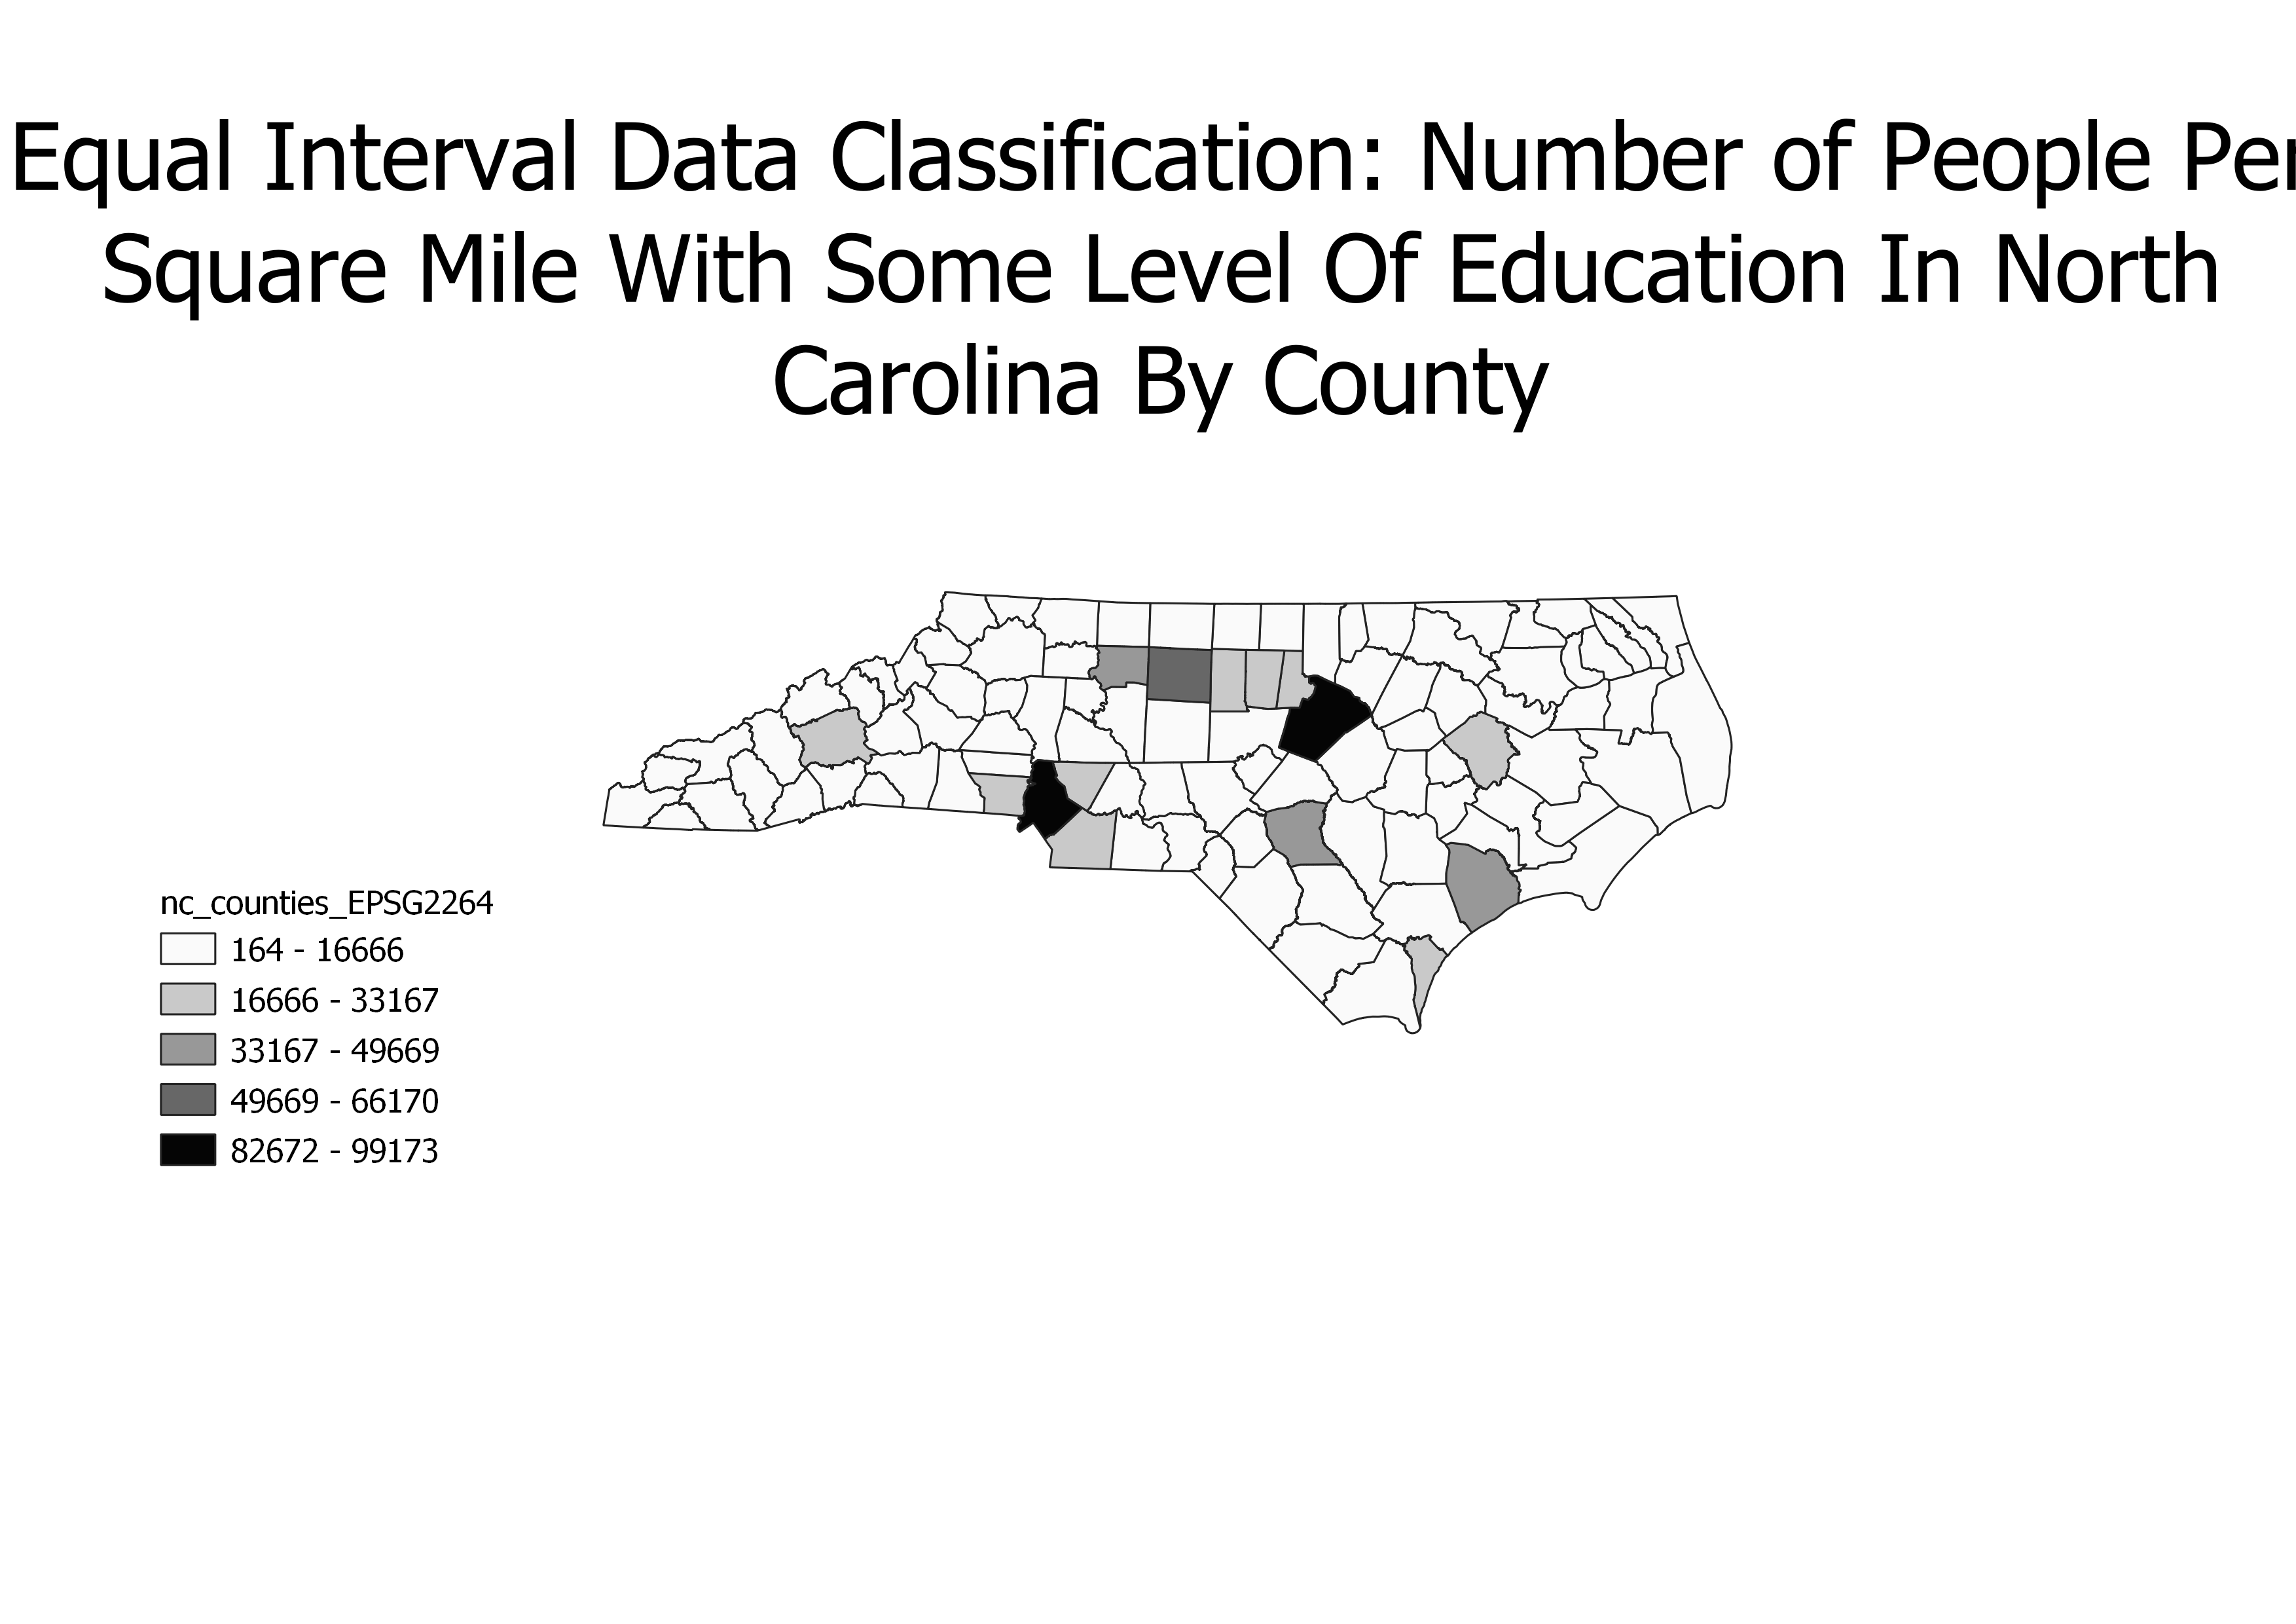 Equal Interval Data Classification: Number of People Per
Square Mile With Some Level Of Education In North
Carolina By County
nc_counties_EPSG2264
164 - 16666
16666 - 33167
33167 - 49669
49669 - 66170
82672 - 99173